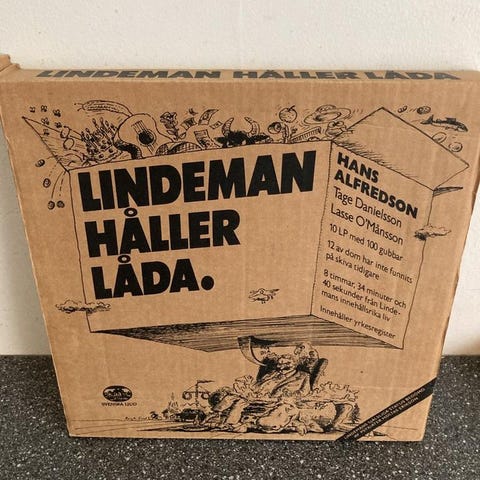 LINDEMAN HÅLLER LÅDA
LINDEMAN
HÅLLER
LÅDA.
HANS
ALFREDSON
Tage Danielsson
Lasse O'Månsson
10 LP med 100 gubbar
12 av dom har inte funnits
på skiva tidigare
8 timmar, 34 minuter och
40 sekunder från Linde-
mans innehållsrika liv
Innehåller yrkesregister
SVENSKA LJUD